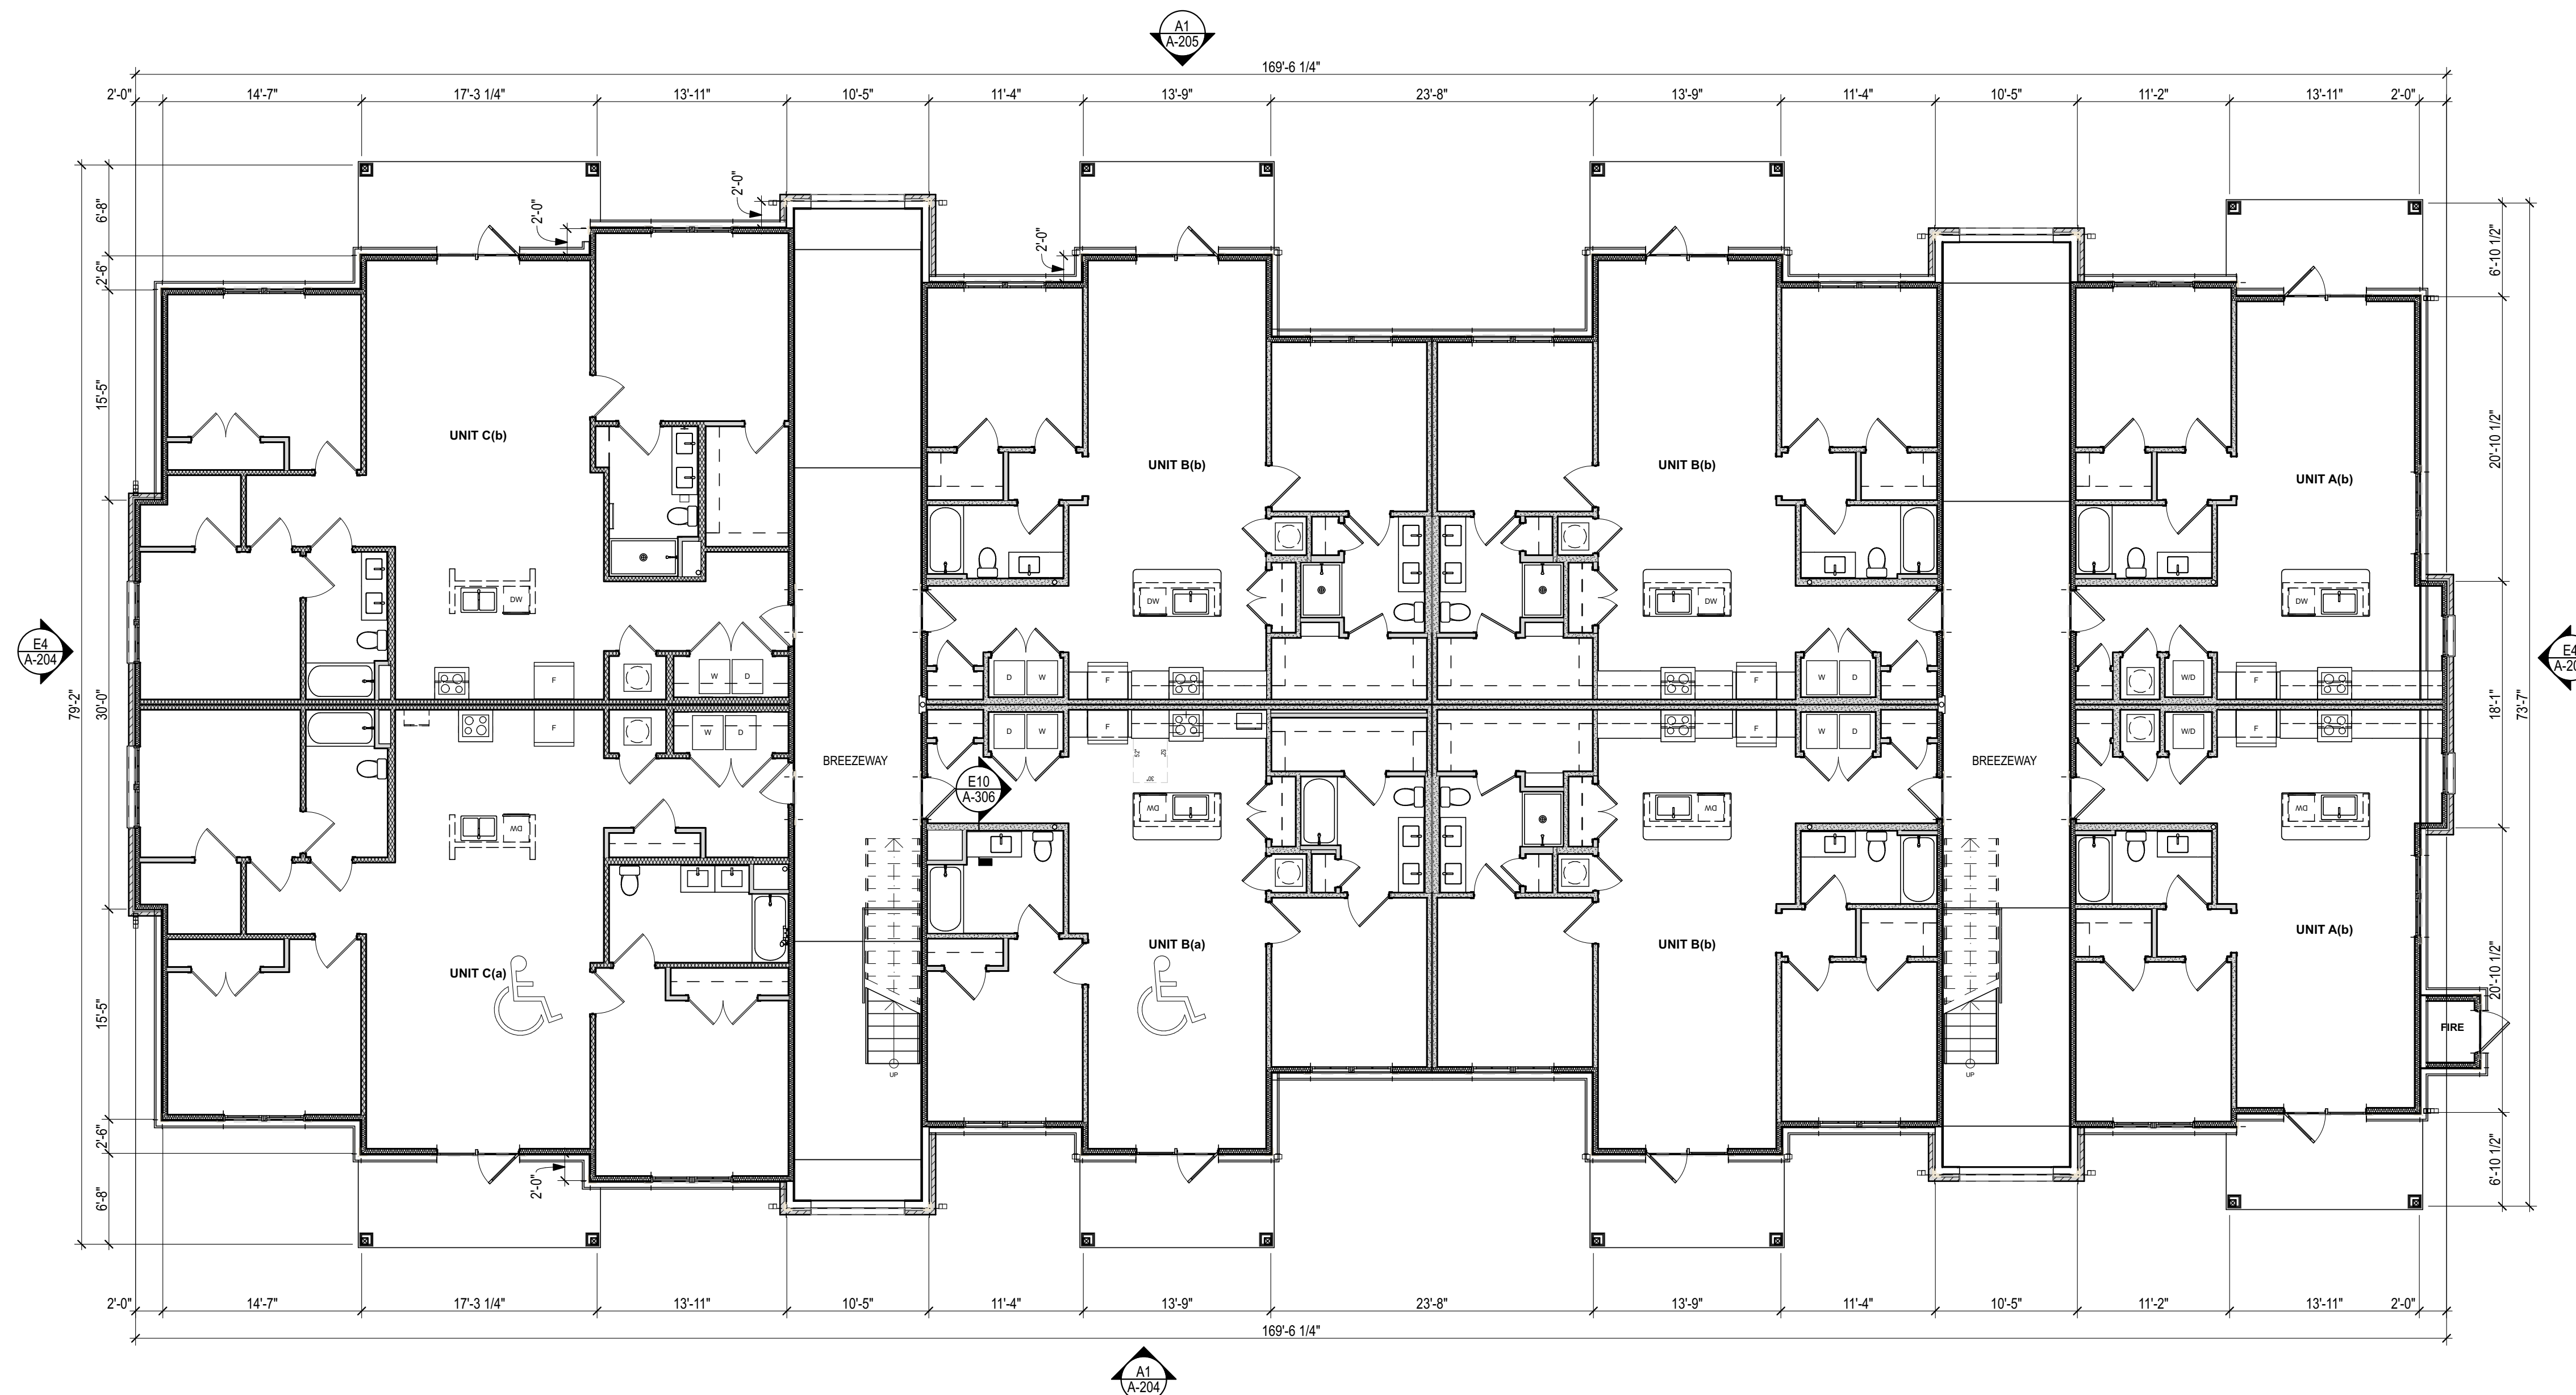 A1
A-205
169'-6 1/4"
2'-0" 14'-7" 17'-3 1/4" 13'-11" 10'-5" 11'-4" 13'-9" 23'-8" 13'-9" 11'-4" 10'-5" 11'-2" 13'-11" 2'-0"
2'-0"
2'-0"
2'-0"
6'-8"
2'-6"
15'-5"
30'-0"
15'-5"
2'-6"
6'-8"
79'-2"
6'-10 1/2"
20'-10 1/2"
18'-1"
20'-10 1/2"
6'-10 1/2"
73'-7"
UNIT C(b)
UNIT B(b)
UNIT B(b)
UNIT A(b)
DW
DW
DW
DW
E4
A-204
E4
F
W D
D W
F
F
W D
W/D
F
F
W D
D W
F
F
W D
W/D
F
52"
52"
30"
BREEZEWAY
BREEZEWAY
E10
A-306
DW
DW
DW
DW
UNIT C(a)
UNIT B(a)
UNIT B(b)
UNIT A(b)
FIRE
UP
UP
2'-0"
2'-0" 14'-7" 17'-3 1/4" 13'-11" 10'-5" 11'-4" 13'-9" 23'-8" 13'-9" 11'-4" 10'-5" 11'-2" 13'-11" 2'-0"
169'-6 1/4"
A1
A-204